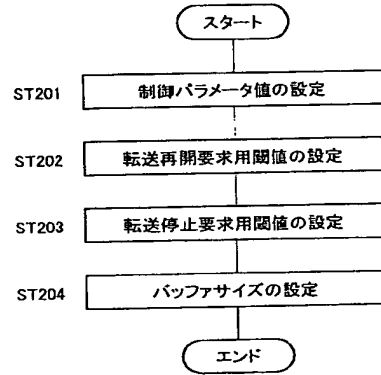 スタート
ST201 制御パラメータ値の設定
ST202 転送再開要求用閾値の設定
ST203 転送停止要求用閾値の設定
ST204 バッファサイズの設定
エンド